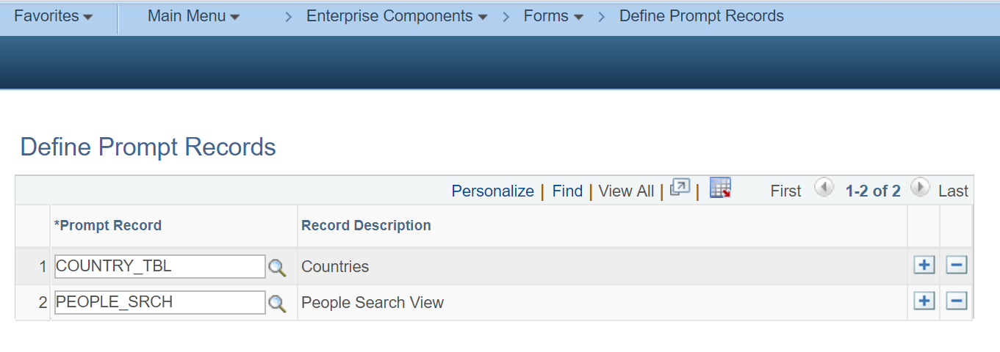 Favorites Main Menu > Enterprise Components > Forms > Define Prompt Records
Define Prompt Records
Personalize | Find | View All | | First 1-2 of 2 Last
*Prompt Record Record Description
1 COUNTRY_TBL Countries
2 PEOPLE_SRCH People Search View